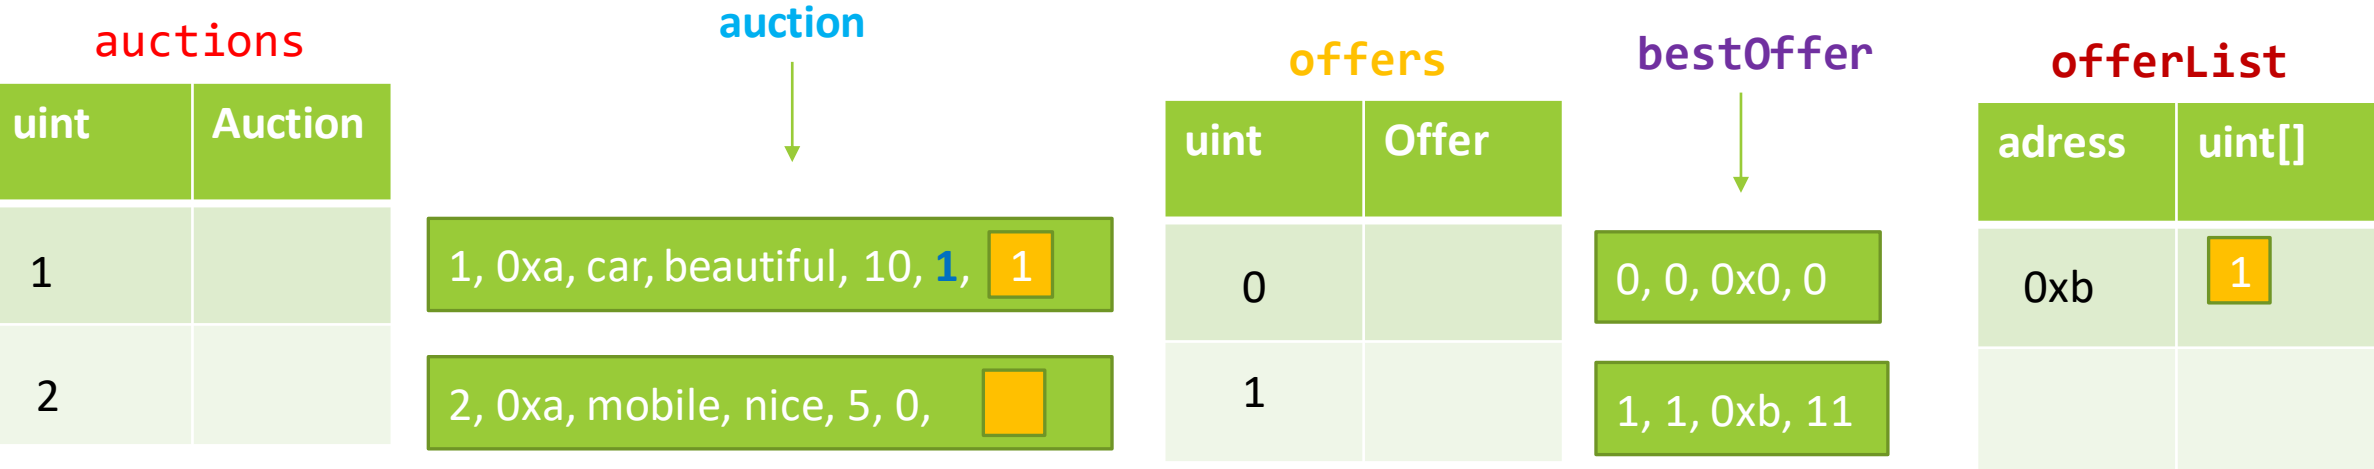 auctions
uint Auction
1
2
auction
1, 0xa, car, beautiful, 10, 1, 1
2, 0xa, mobile, nice, 5, 0,
offers
uint Offer
0
1
bestOffer
0, 0, 0x0, 0
1, 1, 0xb, 11
offerList
adress uint[]
0xb 1